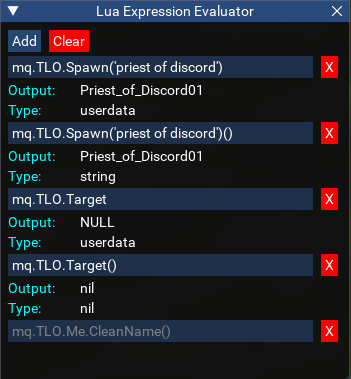 Lua Expression Evaluator
Add Clear
mq.TLO.Spawn('priest of discord') X
Output: Priest_of_Discord01
Type: userdata
mq.TLO.Spawn('priest of discord')() X
Output: Priest_of_Discord01
Type: string
mq.TLO.Target X
Output: NULL
Type: userdata
mq.TLO.Target() X
Output: nil
Type: nil
mq.TLO.Me.CleanName() X